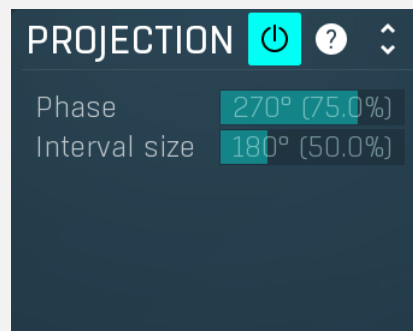 PROJECTION ?
Phase 270° (75.0%)
Interval size 180° (50.0%)